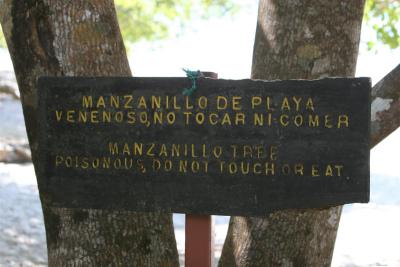 MANZANILLO DE PLAYA
VENENOSO, NO TOCAR NI COMER
MANZANILLO TREE
POISONOUS, DO NOT TOUCH OR EAT.